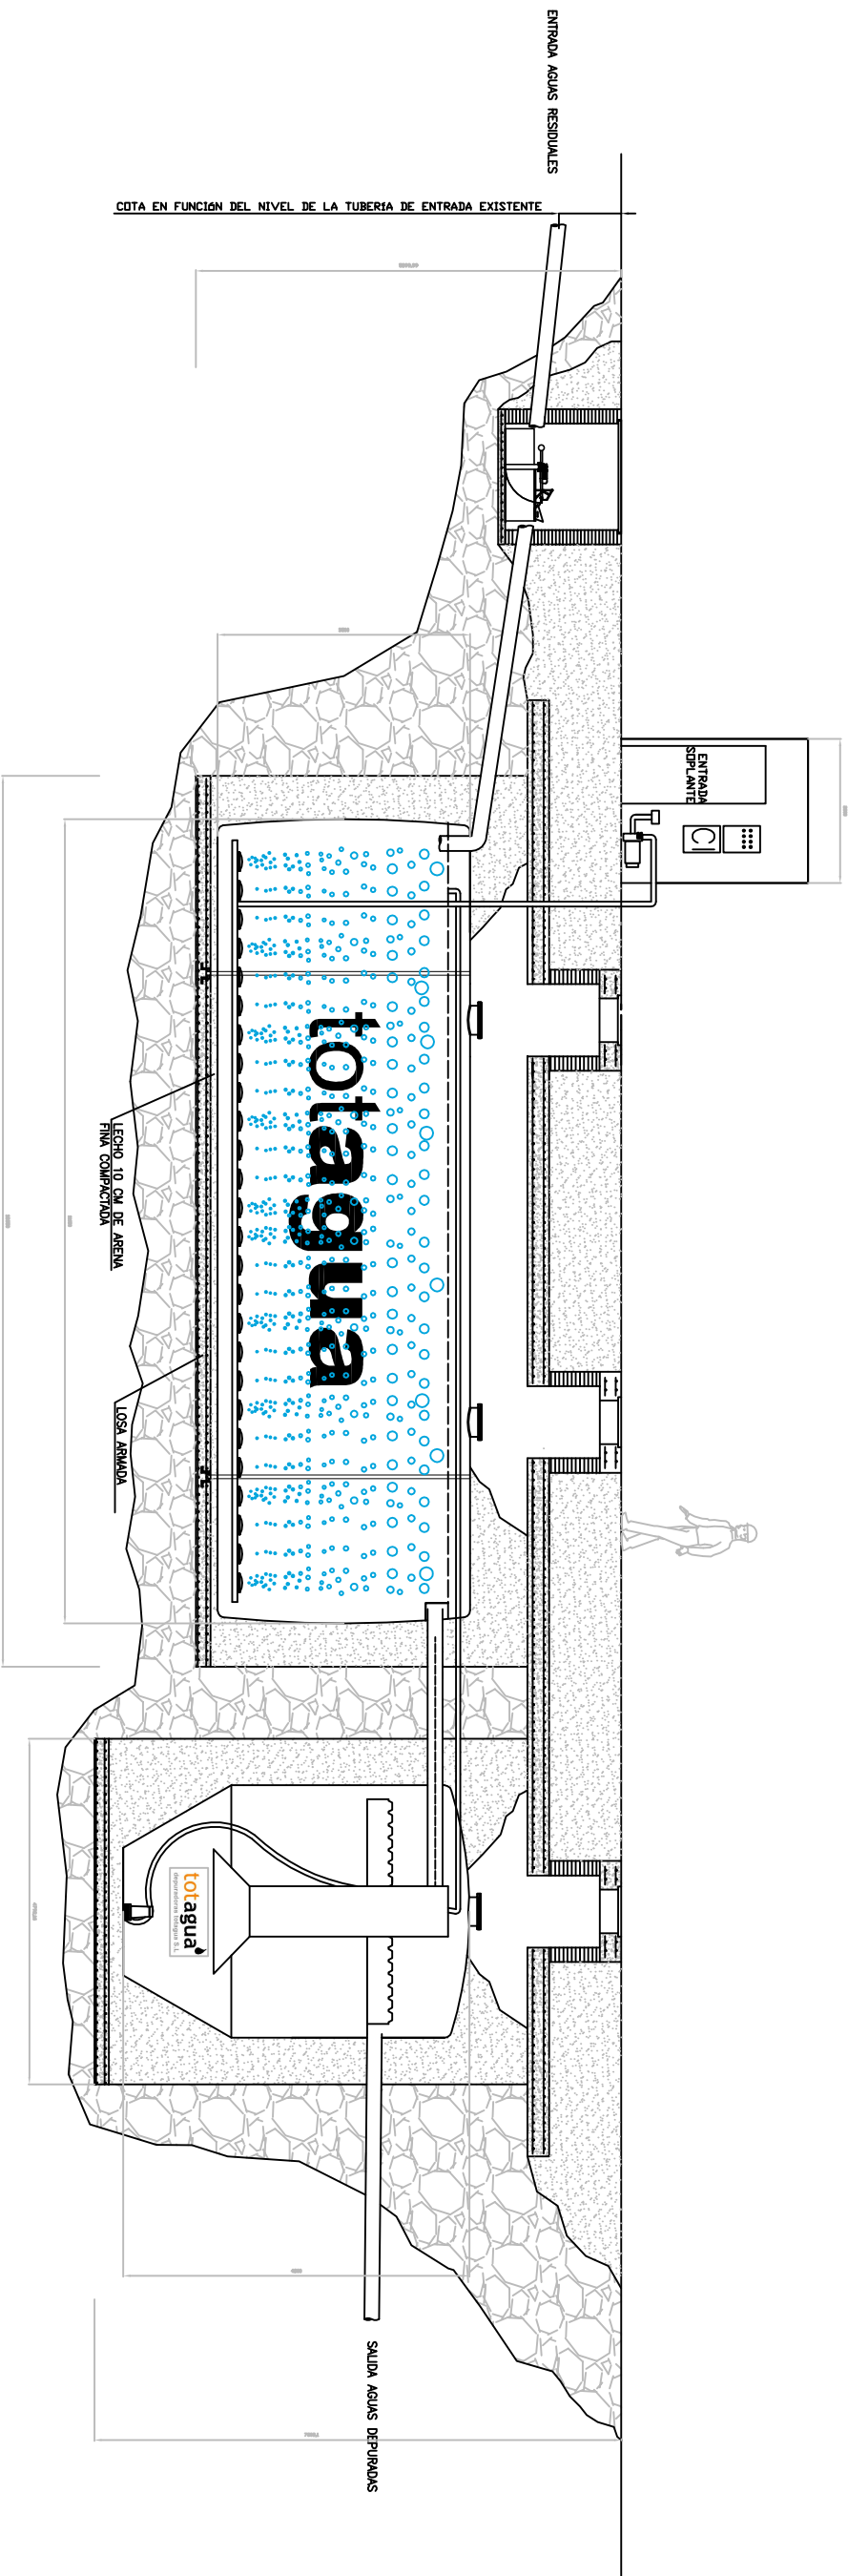 ENTRADA AGUAS RESIDUALES
COTA EN FUNCIÓN DEL NIVEL DE LA TUBERÍA DE ENTRADA EXISTENTE
ENTRADA
SOPLANTE
totagua
LECHO 10 CM DE ARENA
FINA COMPACTADA
LOSA ARMADA
totagua
depuradoras totagua S.L.
SALIDA AGUAS DEPURADAS